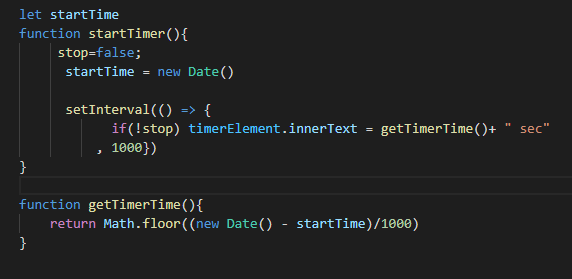 let startTime
function startTimer(){
stop=false;
startTime = new Date()
setInterval(() => {
if(!stop) timerElement.innerText = getTimerTime()+ " sec"
, 1000})
}
function getTimerTime(){
return Math.floor((new Date() - startTime)/1000)
}